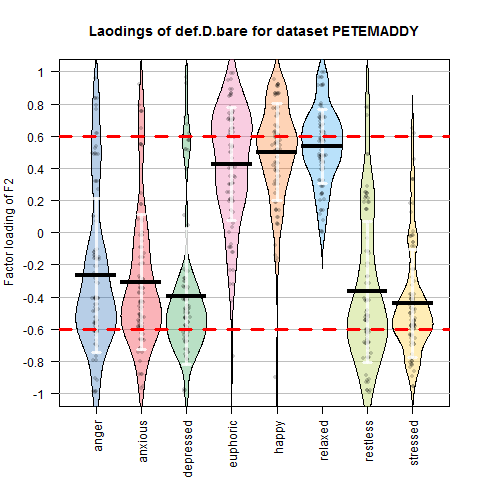 Laodings of def.D.bare for dataset PETEMADDY
Factor loading of F2
1
0.8
0.6
0.4
0.2
0
-0.2
-0.4
-0.6
-0.8
-1
anger
anxious
depressed
euphoric
happy
relaxed
restless
stressed